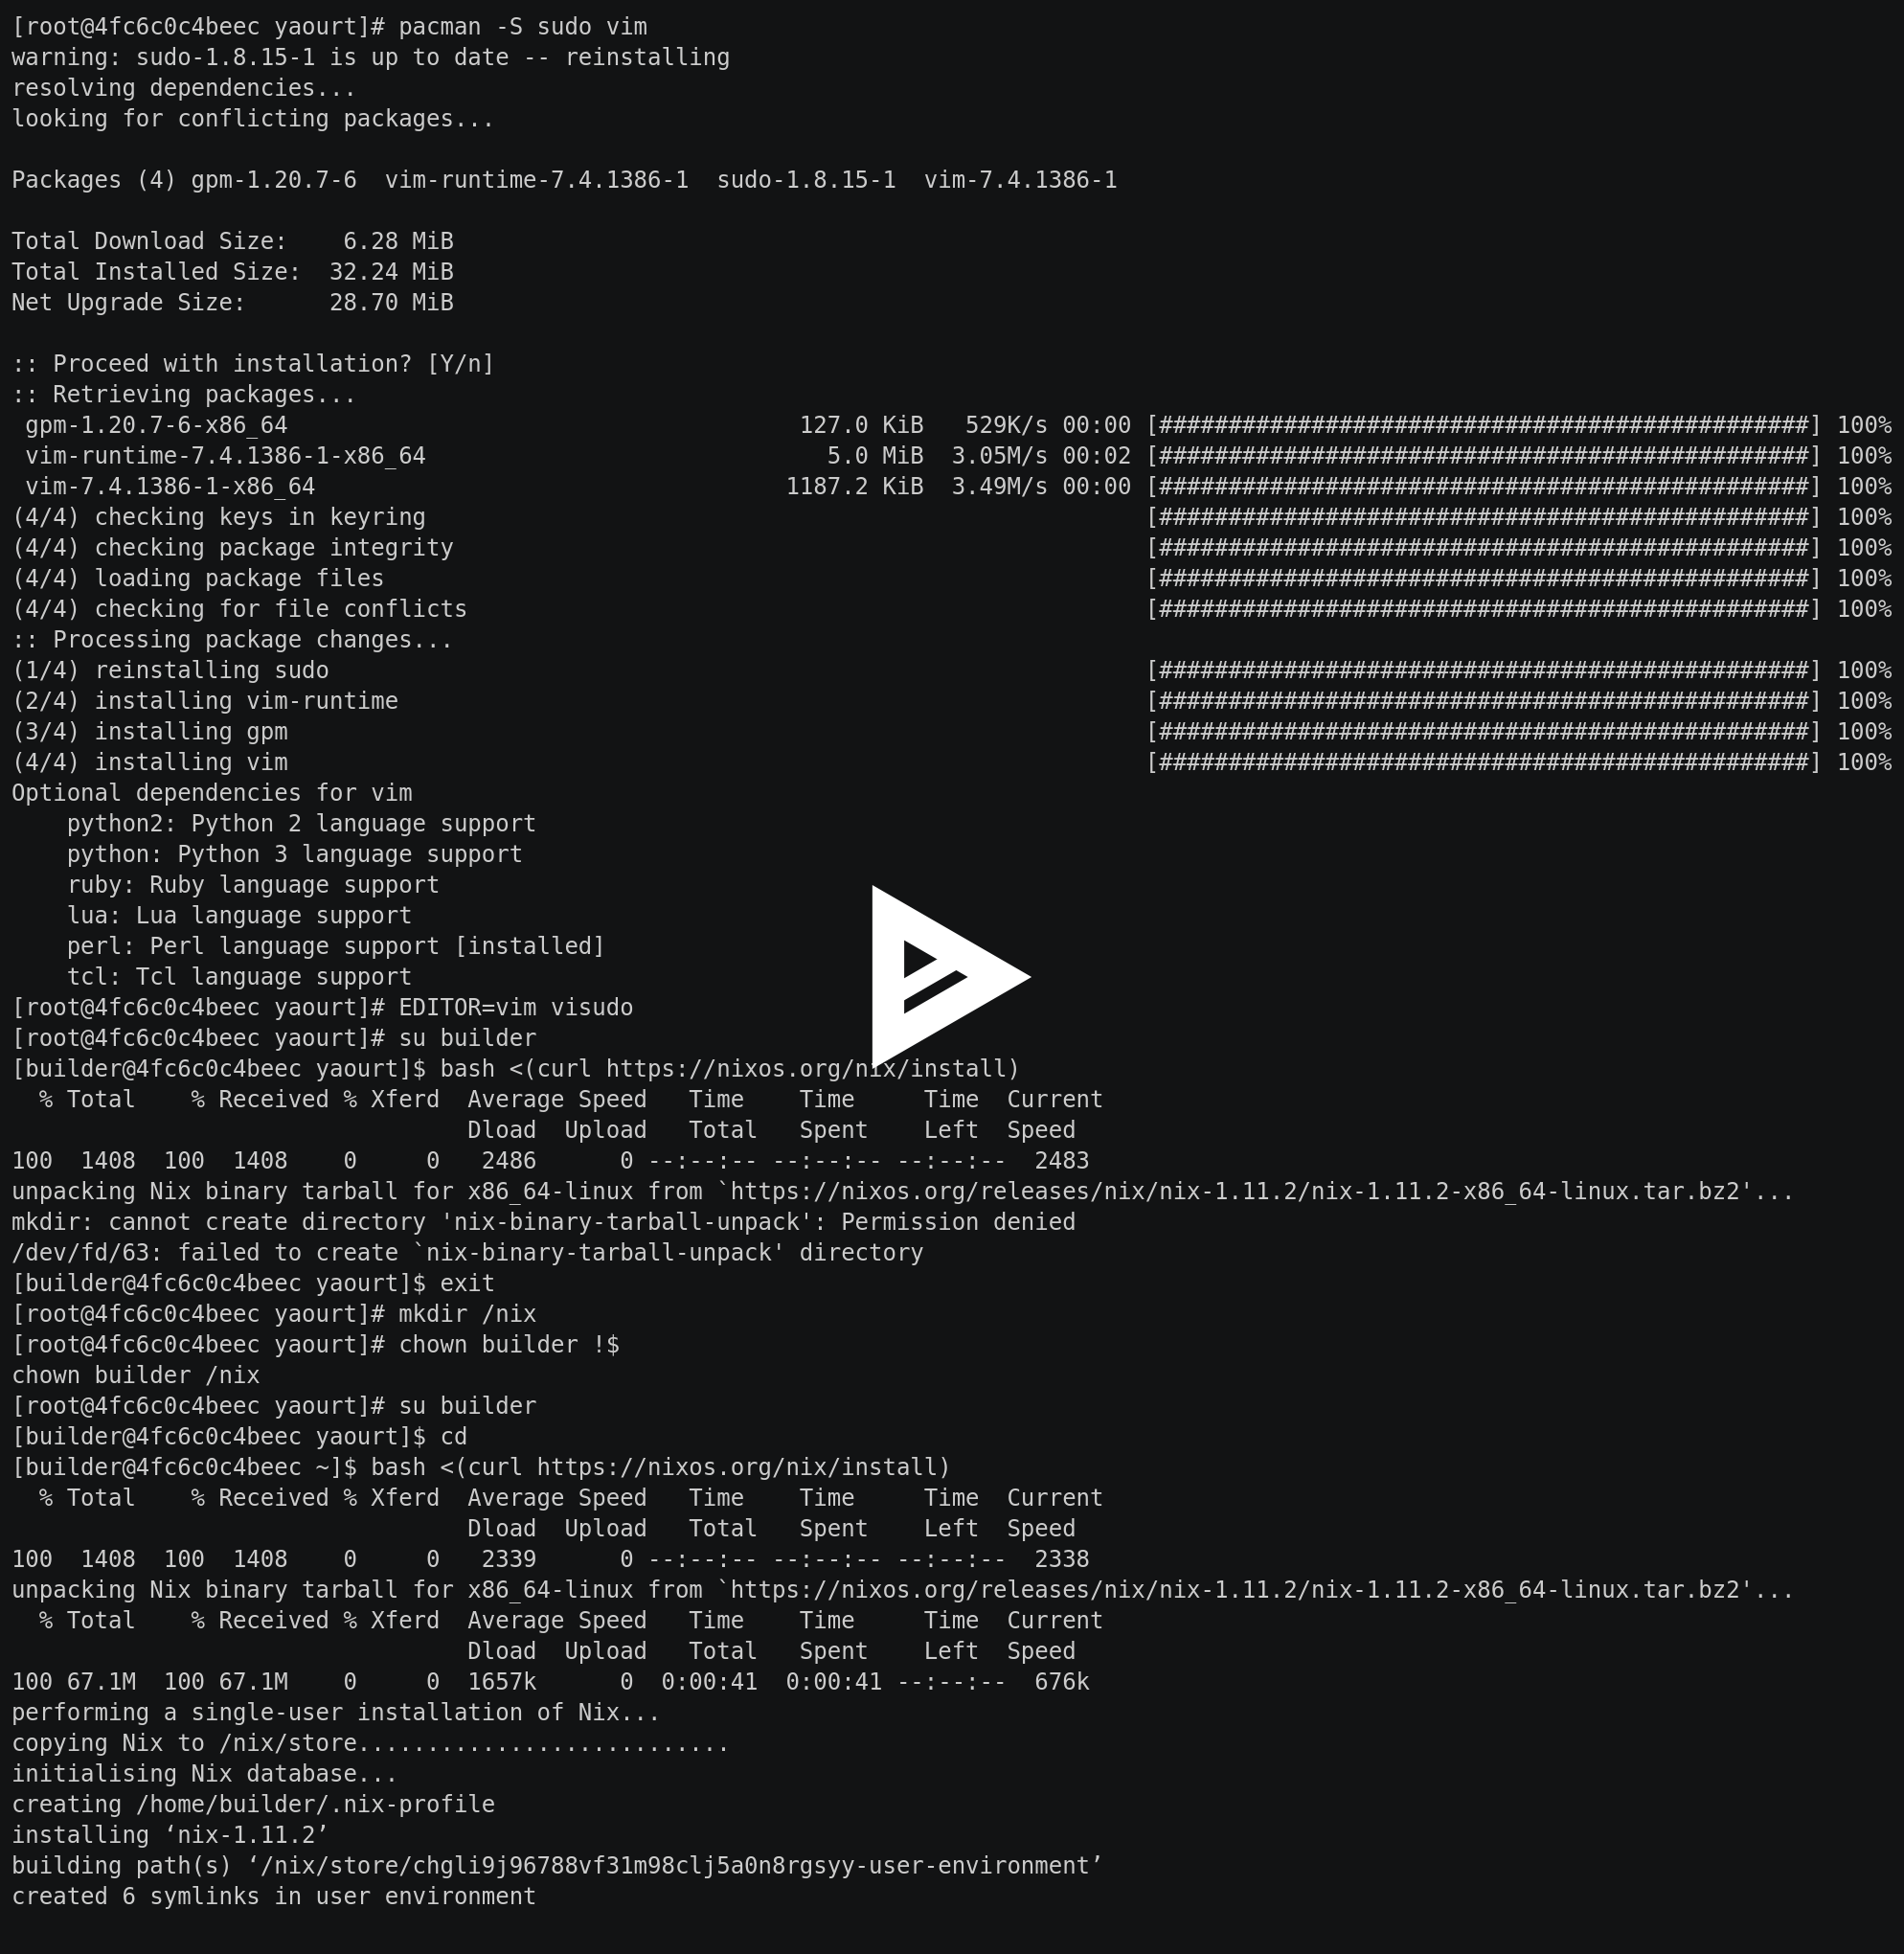 [root@4fc6c0c4beec yaourt]# pacman -S sudo vim
warning: sudo-1.8.15-1 is up to date -- reinstalling
resolving dependencies...
looking for conflicting packages...

Packages (4) gpm-1.20.7-6  vim-runtime-7.4.1386-1  sudo-1.8.15-1  vim-7.4.1386-1

Total Download Size:    6.28 MiB
Total Installed Size:  32.24 MiB
Net Upgrade Size:      28.70 MiB

:: Proceed with installation? [Y/n]
:: Retrieving packages...
 gpm-1.20.7-6-x86_64                                     127.0 KiB   529K/s 00:00 [###############################################] 100%
 vim-runtime-7.4.1386-1-x86_64                             5.0 MiB  3.05M/s 00:02 [###############################################] 100%
 vim-7.4.1386-1-x86_64                                  1187.2 KiB  3.49M/s 00:00 [###############################################] 100%
(4/4) checking keys in keyring                                                    [###############################################] 100%
(4/4) checking package integrity                                                  [###############################################] 100%
(4/4) loading package files                                                       [###############################################] 100%
(4/4) checking for file conflicts                                                 [###############################################] 100%
:: Processing package changes...
(1/4) reinstalling sudo                                                           [###############################################] 100%
(2/4) installing vim-runtime                                                      [###############################################] 100%
(3/4) installing gpm                                                              [###############################################] 100%
(4/4) installing vim                                                              [###############################################] 100%
Optional dependencies for vim
    python2: Python 2 language support
    python: Python 3 language support
    ruby: Ruby language support
    lua: Lua language support
    perl: Perl language support [installed]
    tcl: Tcl language support
[root@4fc6c0c4beec yaourt]# EDITOR=vim visudo
[root@4fc6c0c4beec yaourt]# su builder
[builder@4fc6c0c4beec yaourt]$ bash <(curl https://nixos.org/nix/install)
  % Total    % Received % Xferd  Average Speed   Time    Time     Time  Current
                                 Dload  Upload   Total   Spent    Left  Speed
100  1408  100  1408    0     0   2486      0 --:--:-- --:--:-- --:--:--  2483
unpacking Nix binary tarball for x86_64-linux from `https://nixos.org/releases/nix/nix-1.11.2/nix-1.11.2-x86_64-linux.tar.bz2'...
mkdir: cannot create directory 'nix-binary-tarball-unpack': Permission denied
/dev/fd/63: failed to create `nix-binary-tarball-unpack' directory
[builder@4fc6c0c4beec yaourt]$ exit
[root@4fc6c0c4beec yaourt]# mkdir /nix
[root@4fc6c0c4beec yaourt]# chown builder !$
chown builder /nix
[root@4fc6c0c4beec yaourt]# su builder
[builder@4fc6c0c4beec yaourt]$ cd
[builder@4fc6c0c4beec ~]$ bash <(curl https://nixos.org/nix/install)
  % Total    % Received % Xferd  Average Speed   Time    Time     Time  Current
                                 Dload  Upload   Total   Spent    Left  Speed
100  1408  100  1408    0     0   2339      0 --:--:-- --:--:-- --:--:--  2338
unpacking Nix binary tarball for x86_64-linux from `https://nixos.org/releases/nix/nix-1.11.2/nix-1.11.2-x86_64-linux.tar.bz2'...
  % Total    % Received % Xferd  Average Speed   Time    Time     Time  Current
                                 Dload  Upload   Total   Spent    Left  Speed
100 67.1M  100 67.1M    0     0  1657k      0  0:00:41  0:00:41 --:--:--  676k
performing a single-user installation of Nix...
copying Nix to /nix/store...........................
initialising Nix database...
creating /home/builder/.nix-profile
installing ‘nix-1.11.2’
building path(s) ‘/nix/store/chgli9j96788vf31m98clj5a0n8rgsyy-user-environment’
created 6 symlinks in user environment